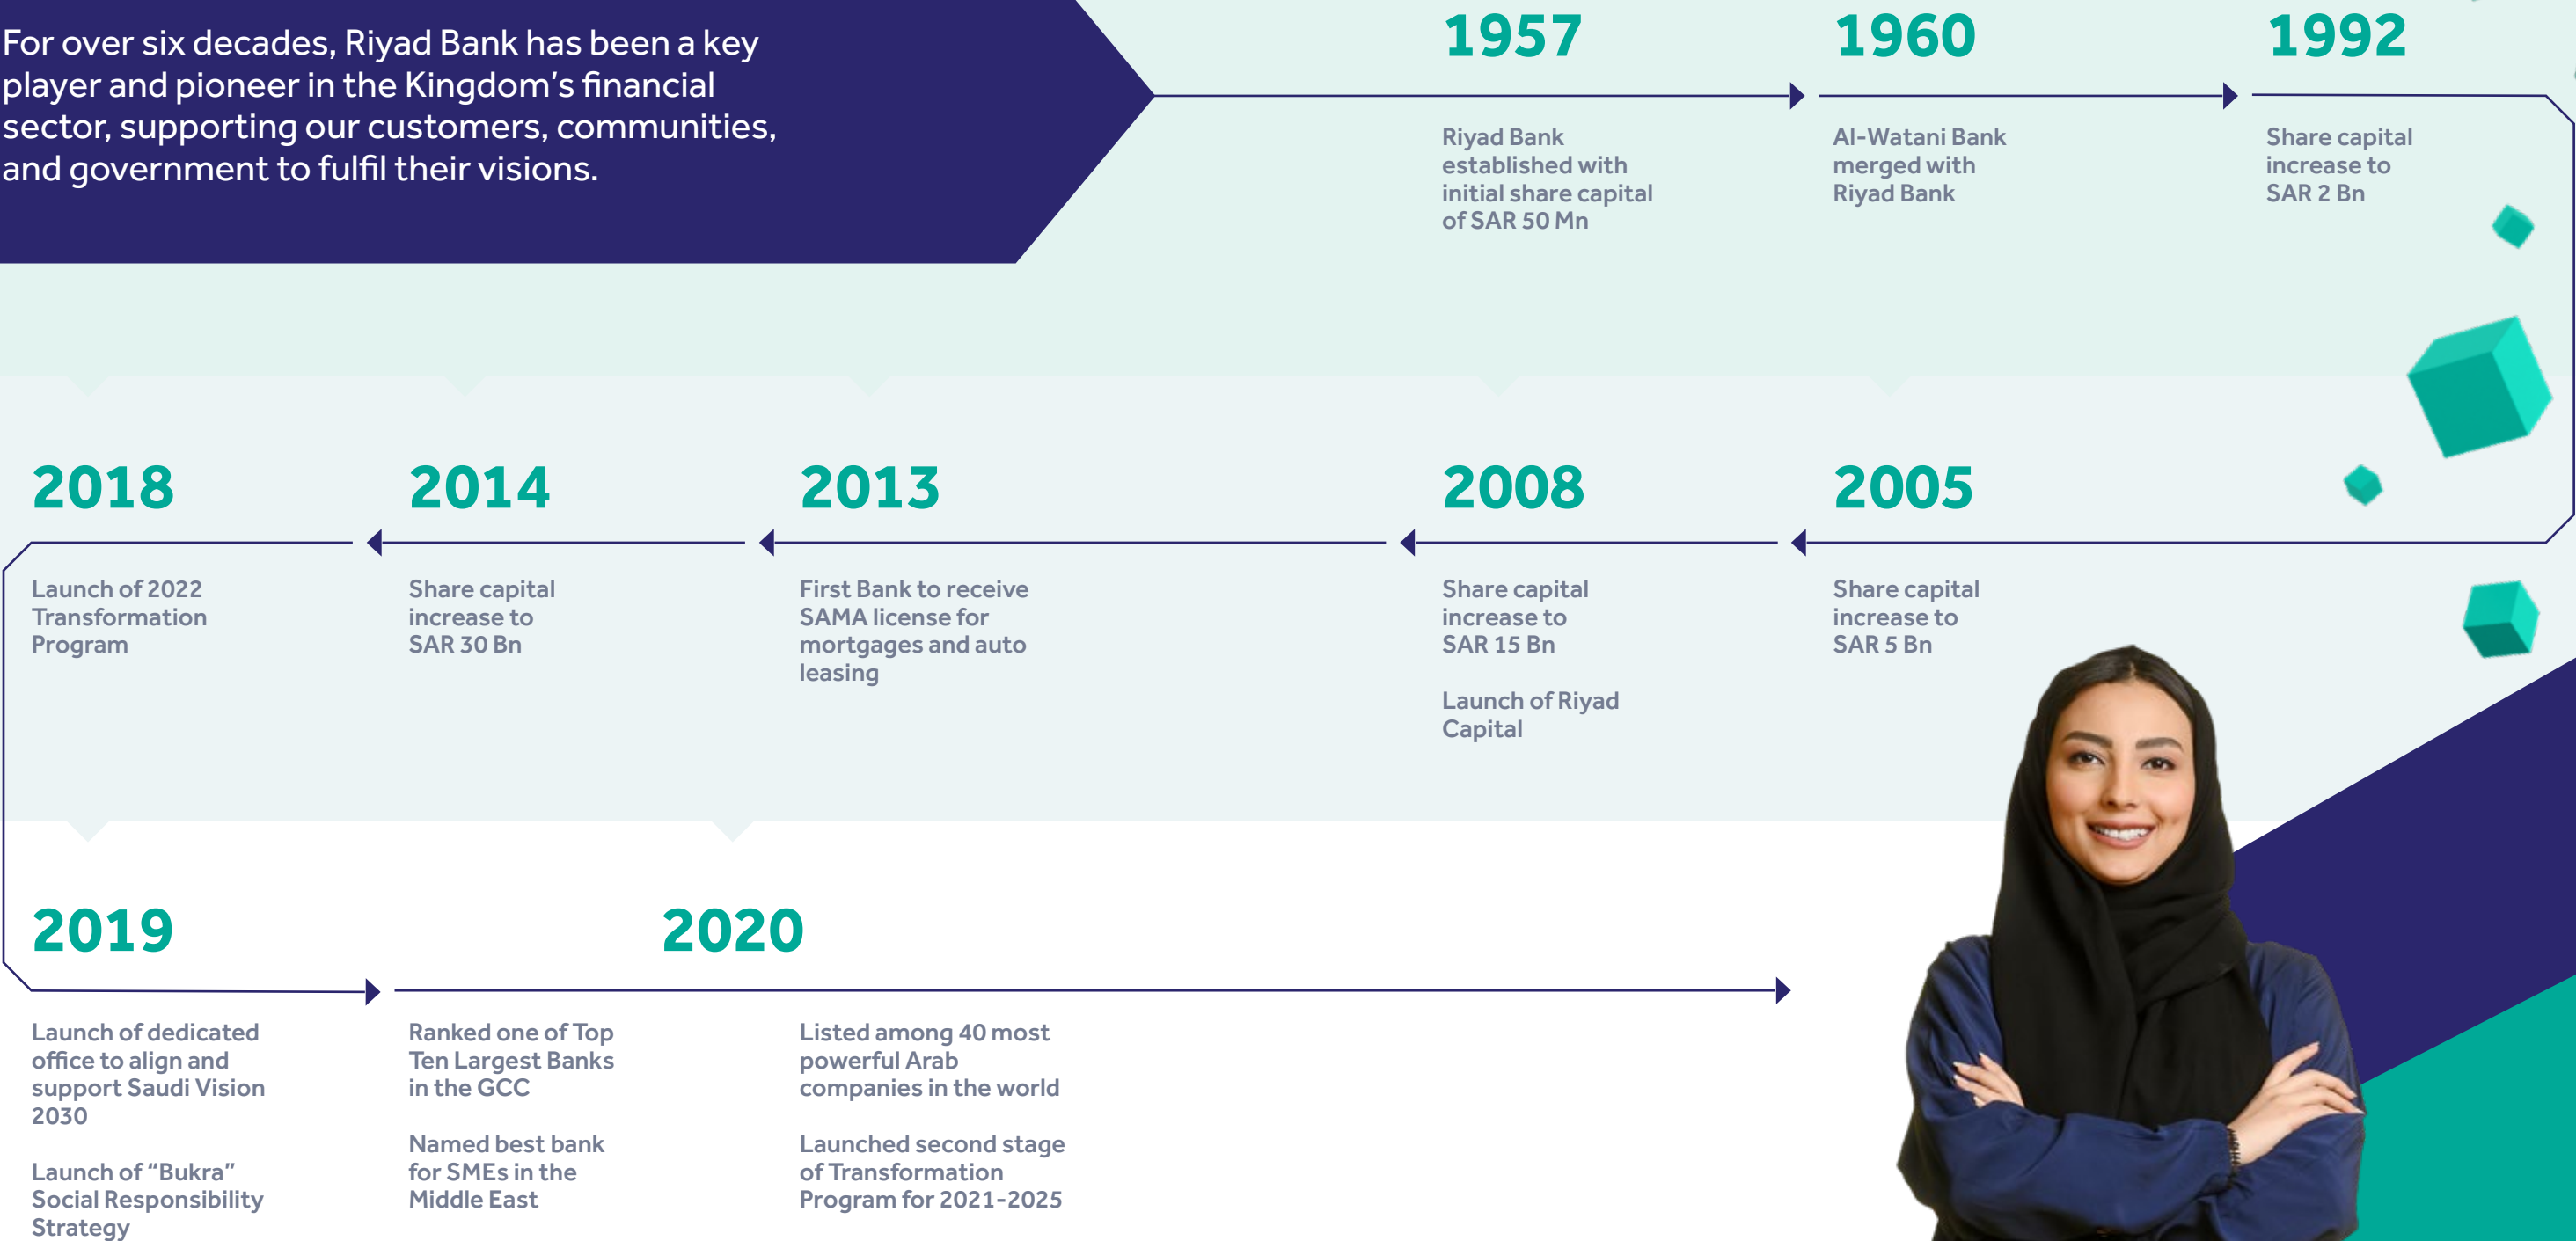 For over six decades, Riyad Bank has been a key
player and pioneer in the Kingdom's financial
sector, supporting our customers, communities,
and government to fulfil their visions.
1957
Riyad Bank
established with
initial share capital
of SAR 50 Mn
1960
Al-Watani Bank
merged with
Riyad Bank
1992
Share capital
increase to
SAR 2 Bn
2005
Share capital
increase to
SAR 5 Bn
2008
Share capital
increase to
SAR 15 Bn
Launch of Riyad
Capital
2013
First Bank to receive
SAMA license for
mortgages and auto
leasing
2014
Share capital
increase to
SAR 30 Bn
2018
Launch of 2022
Transformation
Program
2019
Launch of dedicated
office to align and
support Saudi Vision
2030
Launch of “Bukra”
Social Responsibility
Strategy
2020
Ranked one of Top
Ten Largest Banks
in the GCC
Named best bank
for SMEs in the
Middle East
Listed among 40 most
powerful Arab
companies in the world
Launched second stage
of Transformation
Program for 2021-2025